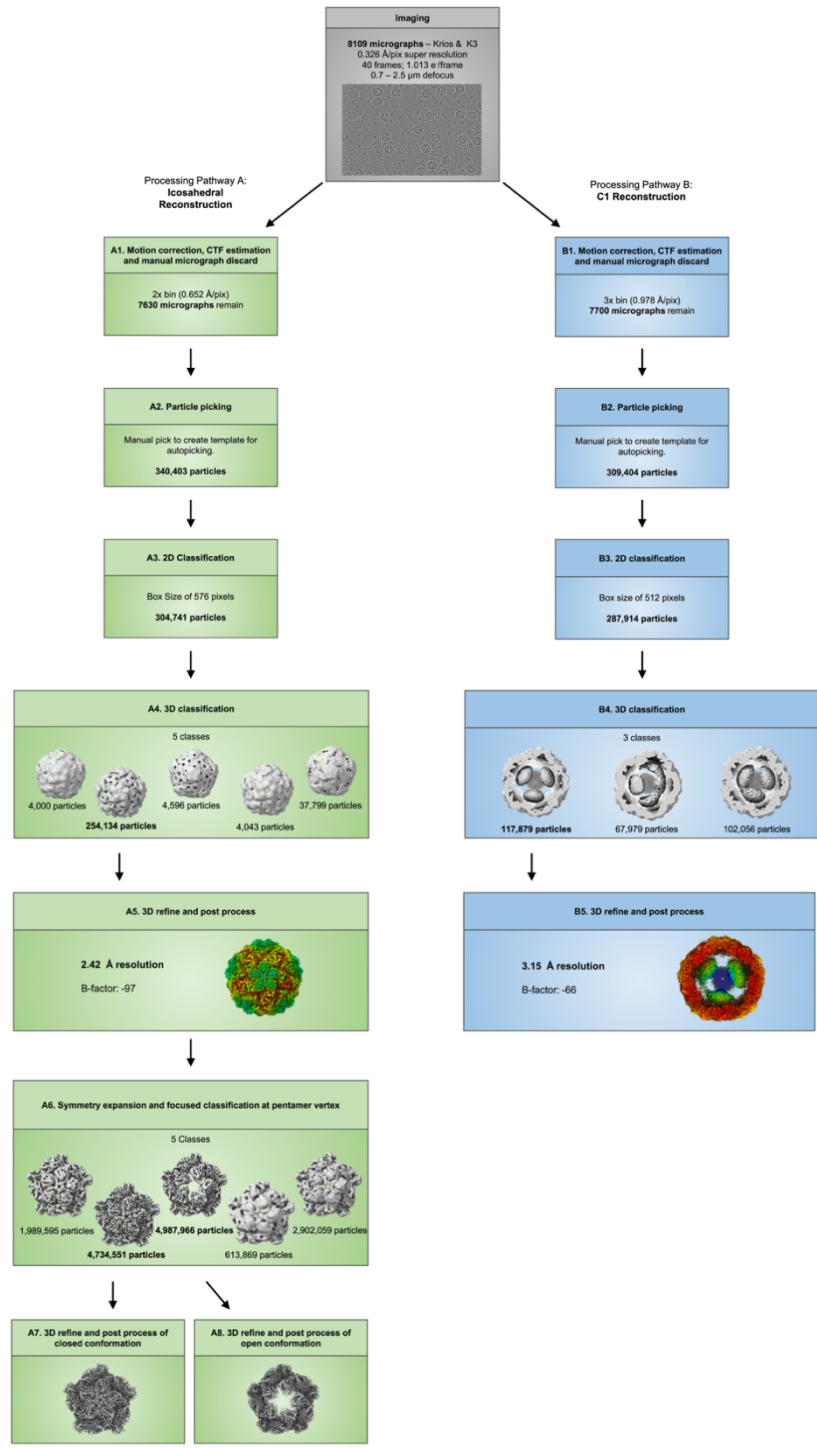 Imaging
8109 micrographs – Krios & K3
0.326 Å/pix super resolution
40 frames; 1.013 e⁻/frame
0.7 – 2.5 µm defocus
Processing Pathway A:
Icosahedral
Reconstruction
Processing Pathway B:
C1 Reconstruction
A1. Motion correction, CTF estimation
and manual micrograph discard
2x bin (0.652 Å/pix)
7630 micrographs remain
B1. Motion correction, CTF estimation
and manual micrograph discard
3x bin (0.978 Å/pix)
7700 micrographs remain
A2. Particle picking
Manual pick to create template for
autopicking.
340,403 particles
B2. Particle picking
Manual pick to create template for
autopicking.
309,404 particles
A3. 2D Classification
Box Size of 576 pixels
304,741 particles
B3. 2D classification
Box size of 512 pixels
287,914 particles
A4. 3D classification
5 classes
4,000 particles
254,134 particles
4,596 particles
4,043 particles
37,799 particles
B4. 3D classification
3 classes
117,879 particles
67,979 particles
102,056 particles
A5. 3D refine and post process
2.42 Å resolution
B-factor: -97
B5. 3D refine and post process
3.15 Å resolution
B-factor: -66
A6. Symmetry expansion and focused classification at pentamer vertex
5 Classes
1,989,595 particles
4,734,551 particles
4,987,966 particles
613,869 particles
2,902,059 particles
A7. 3D refine and post process of
closed conformation
A8. 3D refine and post process of
open conformation